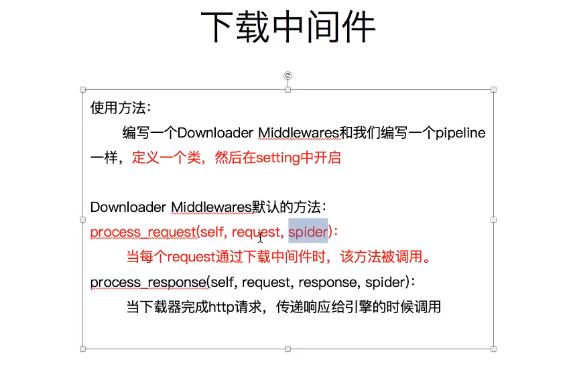 下载中间件
使用方法：
编写一个Downloader Middlewares和我们编写一个pipeline
一样，定义一个类，然后在setting中开启
Downloader Middlewares默认的方法：
process_request(self, request, spider)：
当每个request通过下载中间件时，该方法被调用。
process_response(self, request, response, spider)：
当下载器完成http请求，传递响应给引擎的时候调用